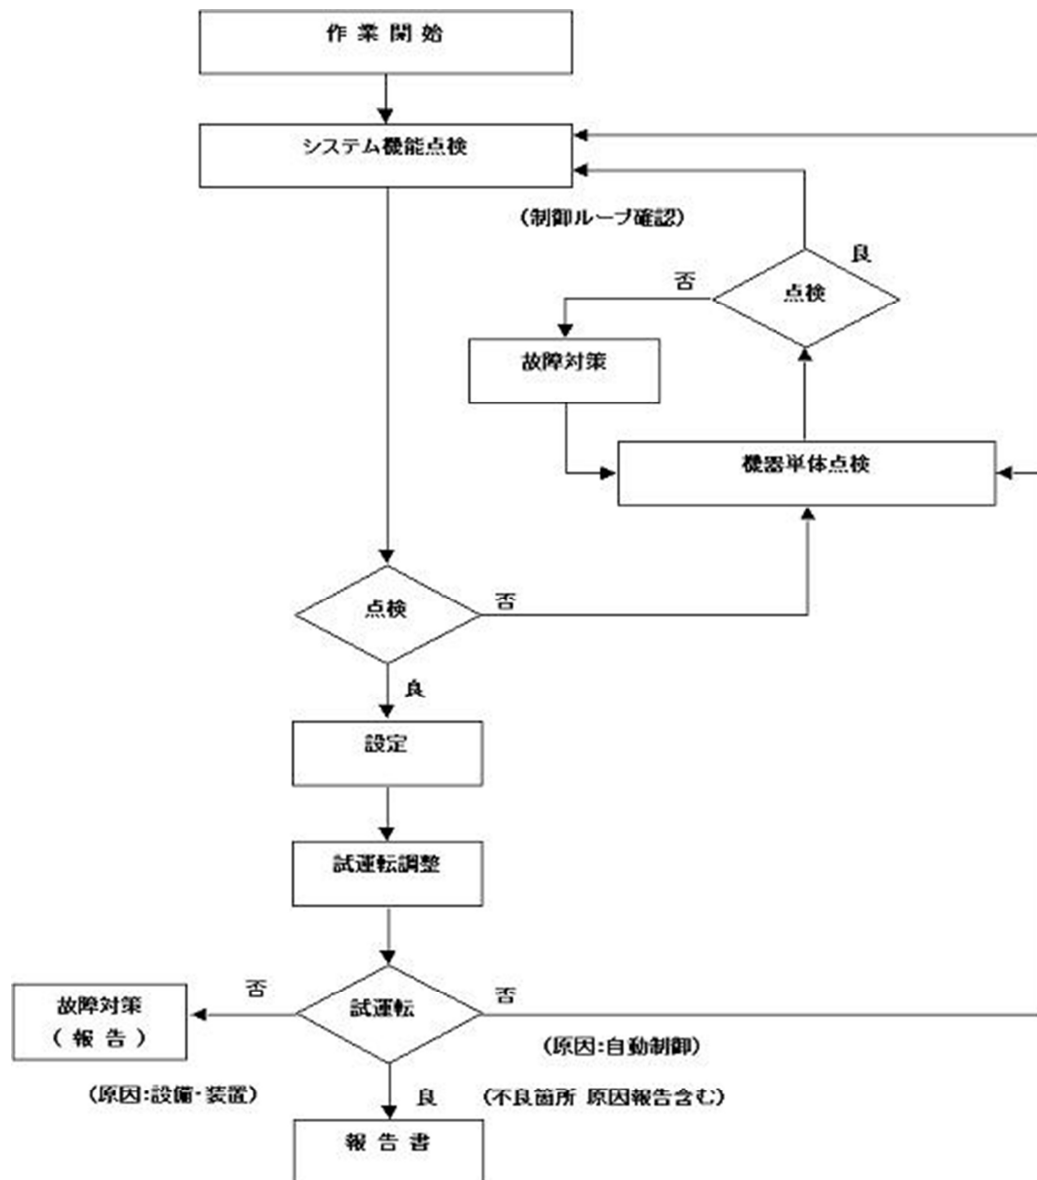 作業開始
システム機能点検
（制御ループ確認）
良
否
点検
故障対策
機器単体点検
点検
否
良
設定
試運転調整
否
試運転
否
故障対策
（報告）
（原因：自動制御）
（原因：設備・装置）
良
（不良箇所 原因報告含む）
報告書